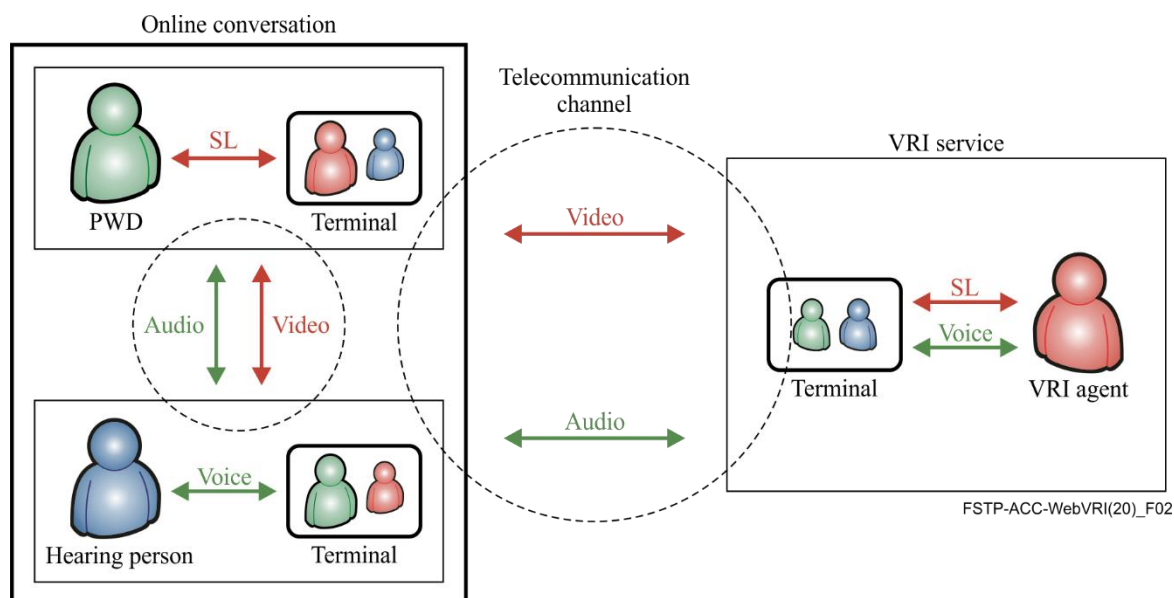 Online conversation
Telecommunication
channel
VRI service
SL
PWD
Terminal
Video
Audio
Video
SL
Voice
Terminal
VRI agent
Audio
Voice
Hearing person
Terminal
FSTP-ACC-WebVRI(20)_F02